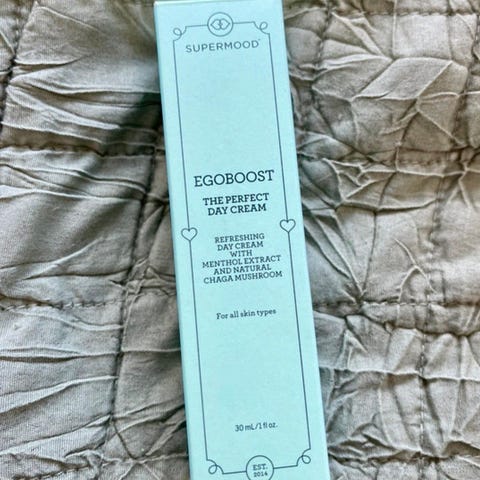 SUPERMOOD
EGOBOOST
THE PERFECT
DAY CREAM
REFRESHING
DAY CREAM
WITH
MENTHOL EXTRACT
AND NATURAL
CHAGA MUSHROOM
For all skin types
30 mL/1 fl oz.
EST.
2014